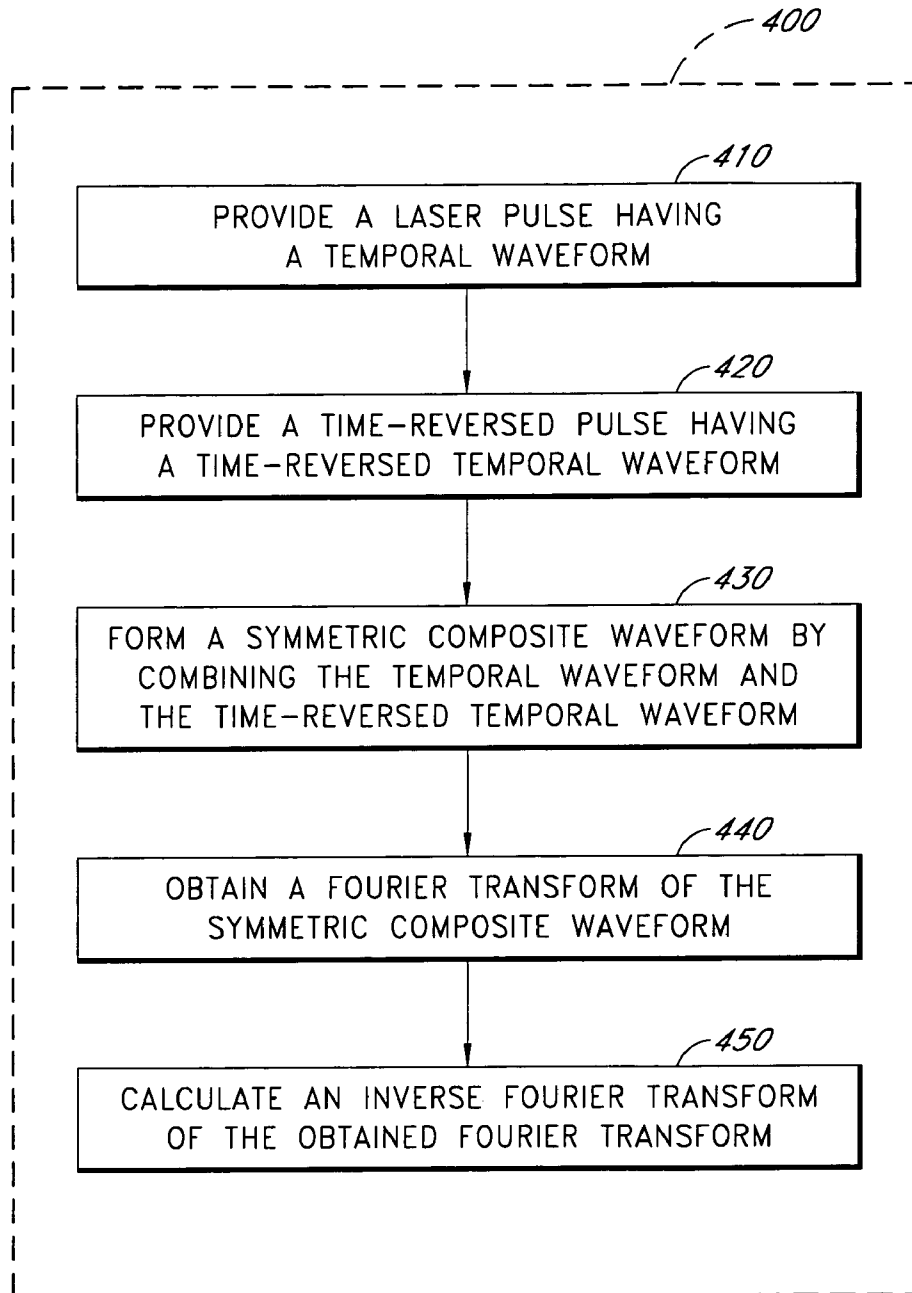 400
410
PROVIDE A LASER PULSE HAVING
A TEMPORAL WAVEFORM
420
PROVIDE A TIME-REVERSED PULSE HAVING
A TIME-REVERSED TEMPORAL WAVEFORM
430
FORM A SYMMETRIC COMPOSITE WAVEFORM BY
COMBINING THE TEMPORAL WAVEFORM AND
THE TIME-REVERSED TEMPORAL WAVEFORM
440
OBTAIN A FOURIER TRANSFORM OF THE
SYMMETRIC COMPOSITE WAVEFORM
450
CALCULATE AN INVERSE FOURIER TRANSFORM
OF THE OBTAINED FOURIER TRANSFORM